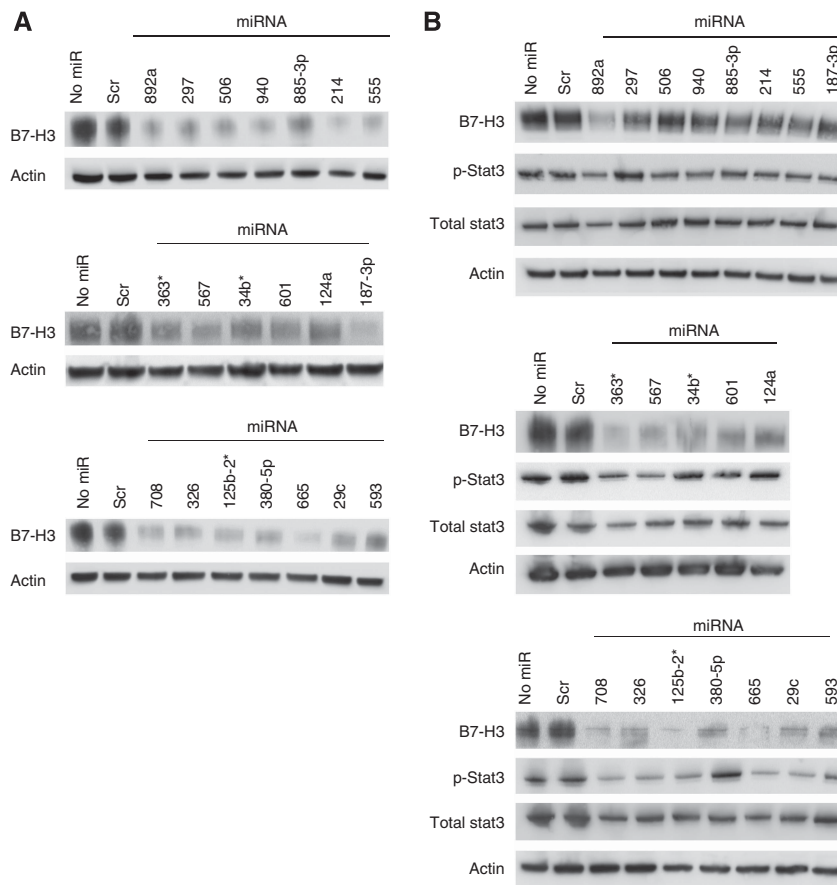 A
miRNA
No miR Scr 892a 297 506 940 885-3p 214 555
B7-H3
Actin
miRNA
No miR Scr 363* 567 34b* 601 124a 187-3p
B7-H3
Actin
miRNA
No miR Scr 708 326 125b-2* 380-5p 665 29c 593
B7-H3
Actin
B
miRNA
No miR Scr 892a 297 506 940 885-3p 214 555 187-3p
B7-H3
p-Stat3
Total stat3
Actin
miRNA
No miR Scr 363* 567 34b* 601 124a
B7-H3
p-Stat3
Total stat3
Actin
miRNA
No miR Scr 708 326 125b-2* 380-5p 665 29c 593
B7-H3
p-Stat3
Total stat3
Actin